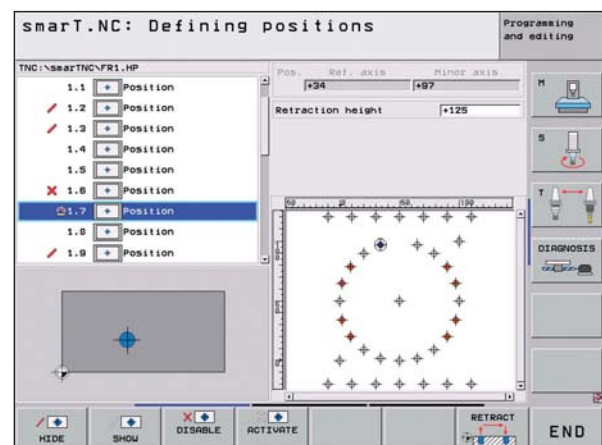 smarT.NC: Defining positions
Programming and editing
TNC:\smarTNC\FR1.HP
1.1 Position
1.2 Position
1.3 Position
1.4 Position
1.5 Position
1.6 Position
1.7 Position
1.8 Position
1.9 Position
Pos. Ref. axis Minor axis
+34 +97
Retraction height +125
M
S
T
DIAGNOSIS
HIDE
SHOW
DISABLE
ACTIVATE
RETRACT
END